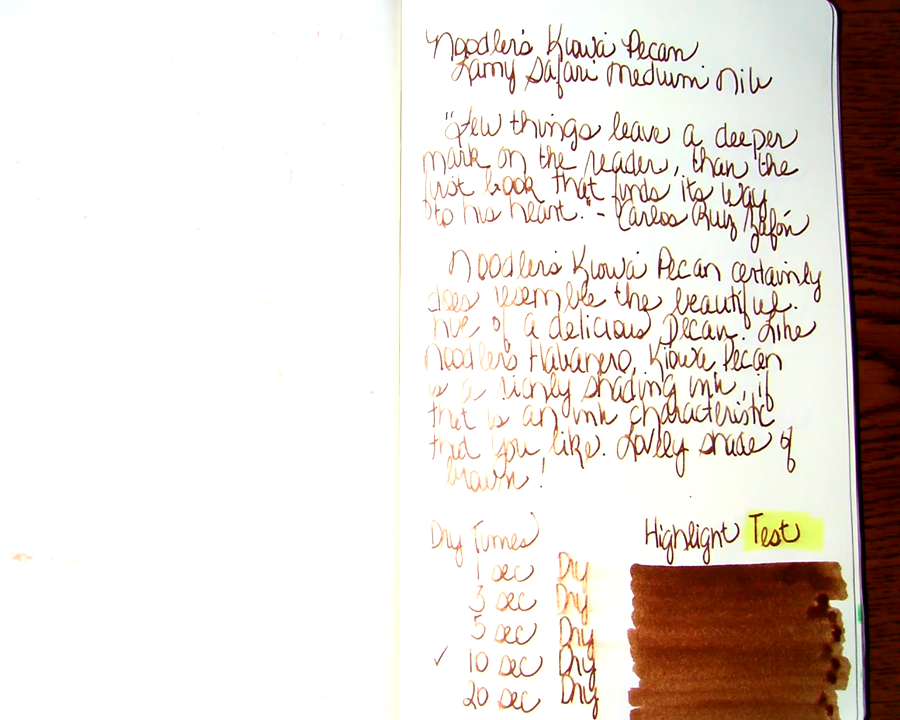 Noodler's Kiowa Pecan
Lamy Safari Medium Nib
"Few things leave a deeper
mark on the reader, than the
first book that finds its way
to his heart." - Carlos Ruiz Zafón
Noodler's Kiowa Pecan certainly
does resemble the beautiful
hue of a delicious pecan. Like
Noodler's Habanero, Kiowa Pecan
is a richly shading ink, if
that is an ink characteristic
that you like. Lovely shade of
brown!
Dry Times
Highlight Test
1 sec Dry
3 sec Dry
5 sec Dry
✓ 10 sec Dry
20 sec Dry